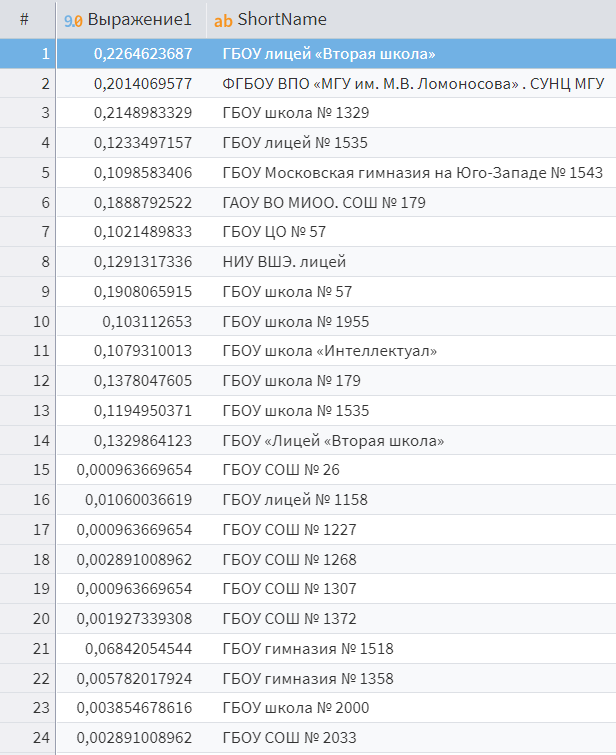 # 9.0 Выражение1 ab ShortName
1 0,2264623687 ГБОУ лицей «Вторая школа»
2 0,2014069577 ФГБОУ ВПО «МГУ им. М.В. Ломоносова» . СУНЦ МГУ
3 0,2148983329 ГБОУ школа № 1329
4 0,1233497157 ГБОУ лицей № 1535
5 0,1098583406 ГБОУ Московская гимназия на Юго-Западе № 1543
6 0,1888792522 ГАОУ ВО МИОО. СОШ № 179
7 0,1021489833 ГБОУ ЦО № 57
8 0,1291317336 НИУ ВШЭ. лицей
9 0,1908065915 ГБОУ школа № 57
10 0,103112653 ГБОУ школа № 1955
11 0,1079310013 ГБОУ школа «Интеллектуал»
12 0,1378047605 ГБОУ школа № 179
13 0,1194950371 ГБОУ школа № 1535
14 0,1329864123 ГБОУ «Лицей «Вторая школа»
15 0,000963669654 ГБОУ СОШ № 26
16 0,01060036619 ГБОУ лицей № 1158
17 0,000963669654 ГБОУ СОШ № 1227
18 0,002891008962 ГБОУ СОШ № 1268
19 0,000963669654 ГБОУ СОШ № 1307
20 0,001927339308 ГБОУ СОШ № 1372
21 0,06842054544 ГБОУ гимназия № 1518
22 0,005782017924 ГБОУ гимназия № 1358
23 0,003854678616 ГБОУ школа № 2000
24 0,002891008962 ГБОУ СОШ № 2033